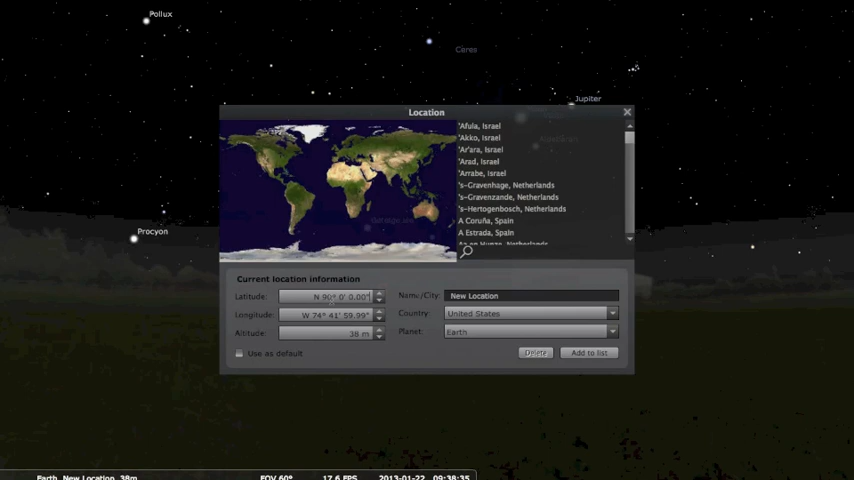 Pollux
Ceres
Jupiter
Procyon
Location
'Afula, Israel
'Akko, Israel
'Ar'ara, Israel
'Arad, Israel
'Arrabe, Israel
's-Gravenhage, Netherlands
's-Gravenzande, Netherlands
's-Hertogenbosch, Netherlands
A Coruña, Spain
A Estrada, Spain
Current location information
Latitude: N 90° 0' 0.00"
Longitude: W 74° 41' 59.99"
Altitude: 38 m
Use as default
Name/City: New Location
Country: United States
Planet: Earth
Delete
Add to list
Earth, New Location, 38m
FOV 60°
17.6 FPS
2013-01-22 09:38:35